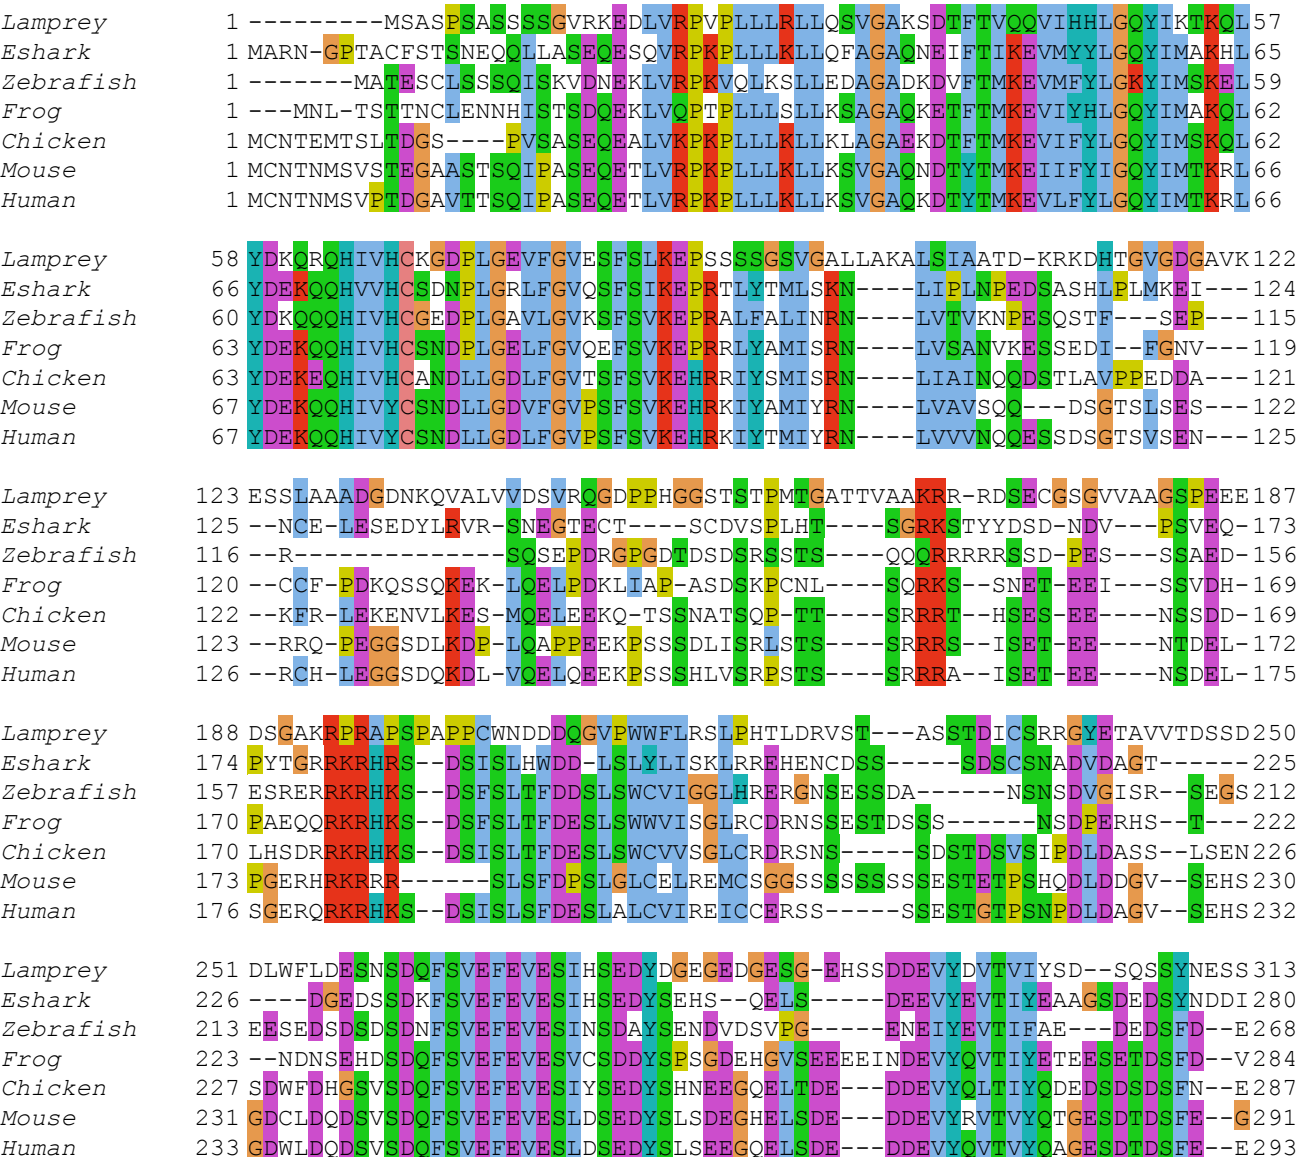 Lamprey 1 ---------MSASPSASSSSGVRKEDLVRPVPLLLRLLQSVGAKSDTFTVQQVIHHLGQYIKTKQL 57
Eshark 1 MARN-GPTACFSTSNEQQLLASEQESQVRPKPLLLKLLQFAGAQNEIFTIKEVMYYLGQYIMAKHL 65
Zebrafish 1 -------MATESCLSSSQISKVDNEKLVRPKVQLKSLLEDAGADKDVFTMKEVMFYLGKYIMSKEL 59
Frog 1 ---MNL-TSTTNCLENNHISTSDQEKLVQPTPLLLSLLKSAGAQKETFTMKEVIYHLGQYIMAKQL 62
Chicken 1 MCNTEMTSLTDGS----PVSASEQEALVKPKPLLLKLLKLAGAEKDTFTMKEVIFYLGQYIMSKQL 62
Mouse 1 MCNTNMSVSTEGAASTSQIPASEQETLVRPKPLLLKLLKSVGAQNDTYTMKEIIFYIGQYIMTKRL 66
Human 1 MCNTNMSVPTDGAVTTSQIPASEQETLVRPKPLLLKLLKSVGAQKDTYTMKEVLFYLGQYIMTKRL 66
Lamprey 58 YDKQRQHIVHCKGDPLGEVFGVESFSLKEPSSSSGSVGALLAKALSIAATD-KRKDHTGVGDGAVK 122
Eshark 66 YDEKQQHVVHCSDNPLGRLFGVQSFSIKEPRTLYTMLSKN----LIPLNPEDSASHLPLMKEI--- 124
Zebrafish 60 YDKQQQHIVHCGEDPLGAVLGVKSFSVKEPRALFALINRN----LVTVKNPESQSTF---SEP--- 115
Frog 63 YDEKQQHIVHCSNDPLGELFGVQEFSVKEPRRLYAMISRN----LVSANVKESSEDI--FGNV--- 119
Chicken 63 YDEKEQHIVHCANDLLGDLFGVTSFSVKEHRRIYSMISRN----LIAINQQDSTLAVPPEDDA--- 121
Mouse 67 YDEKQQHIVYCSNDLLGDVFGVPSFSVKEHRKIYAMIYRN----LVAVSQQ---DSGTSLSES--- 122
Human 67 YDEKQQHIVYCSNDLLGDLFGVPSFSVKEHRKIYTMIYRN----LVVVNQQESSDSGTSVSEN--- 125
Lamprey 123 ESSLAAADGDNKQVALVVDSVRQGDPPHGGSTSTPMTGATTVAAKRR-RDSECGSGVVAAGSPEEE 187
Eshark 125 --NCE-LESEDYLRVR-SNEGTECT----SCDVSPLHT----SGRKSTYYDSD-NDV---PSVEQ- 173
Zebrafish 116 --R--------------SQSEPDRGPGDTDSDSRSSTS----QQQRRRRRSSD-PES---SSAED- 156
Frog 120 --CCF-PDKQSSQKEK-LQELPDKLIAP-ASDSKPCNL----SQRKS--SNET-EEI---SSVDH- 169
Chicken 122 --KFR-LEKENVLKES-MQELEEKQ-TSSNATSQP-TT----SRRRT--HSES-EE----NSSDD- 169
Mouse 123 --RRQ-PEGGSDLKDP-LQAPPEEKPSSSDLISRLSTS----SRRRS--ISET-EE----NTDEL- 172
Human 126 --RCH-LEGGSDQKDL-VQELQEEKPSSSHLVSRPSTS----SRRRA--ISET-EE----NSDEL- 175
Lamprey 188 DSGAKRPRAPSPAPPCWNDDDQGVPWWFLRSLPHTLDRVST---ASSTDICSRRGYETAVVTDSSD 250
Eshark 174 PYTGRRKRHRS--DSISLHWDD-LSLYLISKLRREHENCDSS-----SDSCSNADVDAGT------ 225
Zebrafish 157 ESRERRRKRHKS--DSFSLTFDDSLSWCVIGGLHRERGNSESSDA------NSNSDVGISR--SEGS 212
Frog 170 PAEQQRKRHKS--DSFSLTFDESLSWWVISGLRCDRNSSESTDSSS------NSDPERHS--T--- 222
Chicken 170 LHSDRRKRHKS--DSISLTFDESLSWCVVSGLCRDRSNS-----SDSTDSVSIPDLDASS--LSEN 226
Mouse 173 PGERHRKRRR------SLSFDPSLGLCELREMCSGGSSSSSSSSSESTETPSHQDLDDGV--SEHS 230
Human 176 SGERQRKRHKS--DSISLSFDESLALCVIREICCERSS-----SSESTGTPSNPDLDAGV--SEHS 232
Lamprey 251 DLWFLDESNSDQFSVEFEVESIHSEDYDGEGEDGESG-EHSSDDEVYDVTVIYSD--SQSSYNESS 313
Eshark 226 ----DGEDSSDKFSVEFEVESIHSEDYSEHS--QELS-----DEEVYEVTIYEAAGSDEDSYNDDI 280
Zebrafish 213 EESEDSDSDSDNFSVEFEVESINSDAYSENDVDSVPG-----ENEIYEVTIFAE---DEDSFD--E 268
Frog 223 --NDNSEHDSDQFSVEFEVESVCSDDYSPSGDEHGVSEEEEINDEVYQVTIYETEESETDSFD--V 284
Chicken 227 SDWFDHGSVSDQFSVEFEVESIYSEDYSHNEEGQELTDE---DDEVYQLTIYQDEDSDSDSFN--E 287
Mouse 231 GDCLDQDSVSDQFSVEFEVESLDSEDYSLSDEGHELSDE---DDEVYRVTVYQTGESDTDSFE--G 291
Human 233 GDWLDQDSVSDQFSVEFEVESLDSEDYSLSEEGQELSDE---DDEVYQVTVYQAGESDTDSFE--E 293